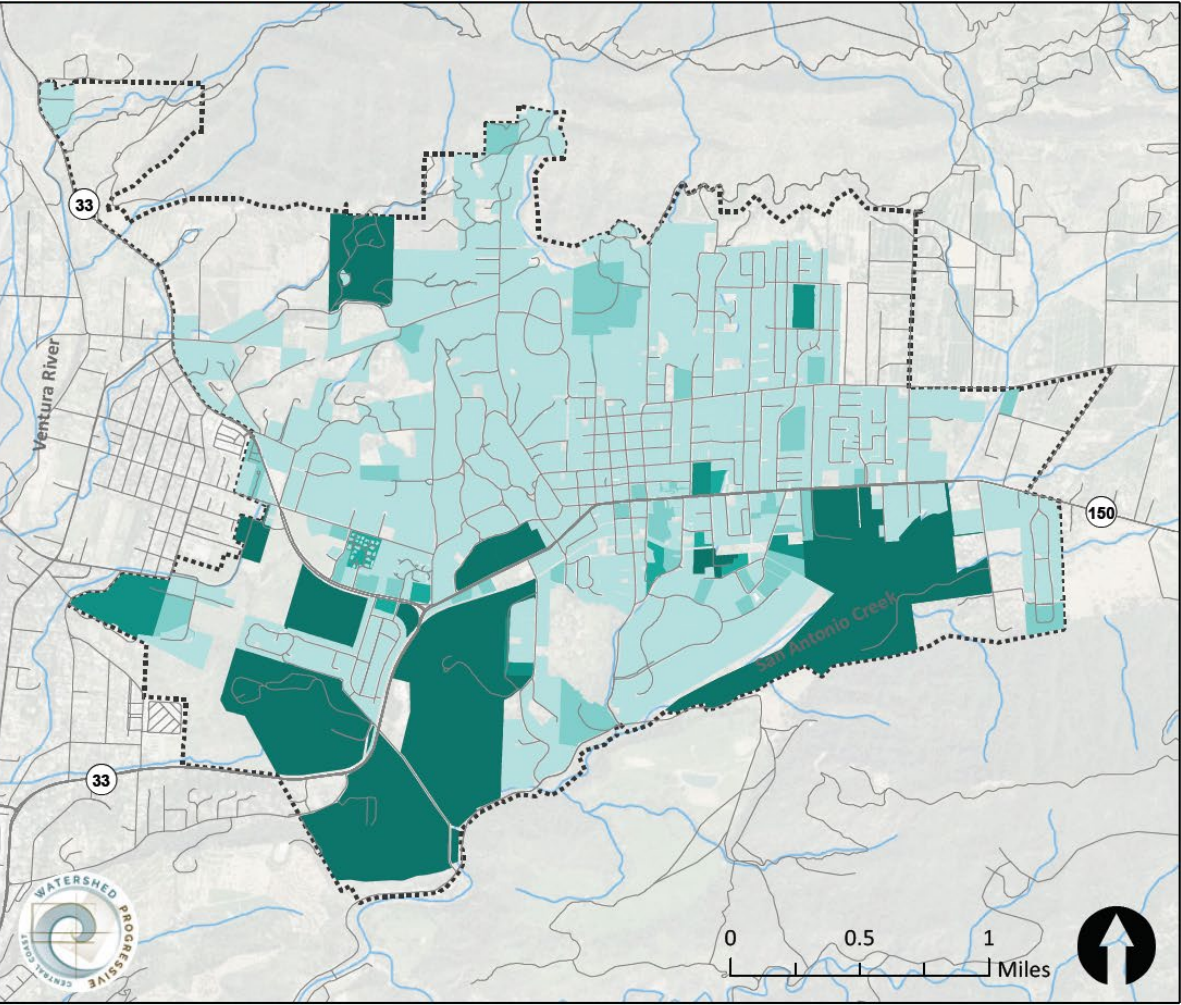 33
Ventura River
150
San Antonio Creek
33
WATERSHED PROGRESSIVE
CENTRAL COAST
0 0.5 1
Miles